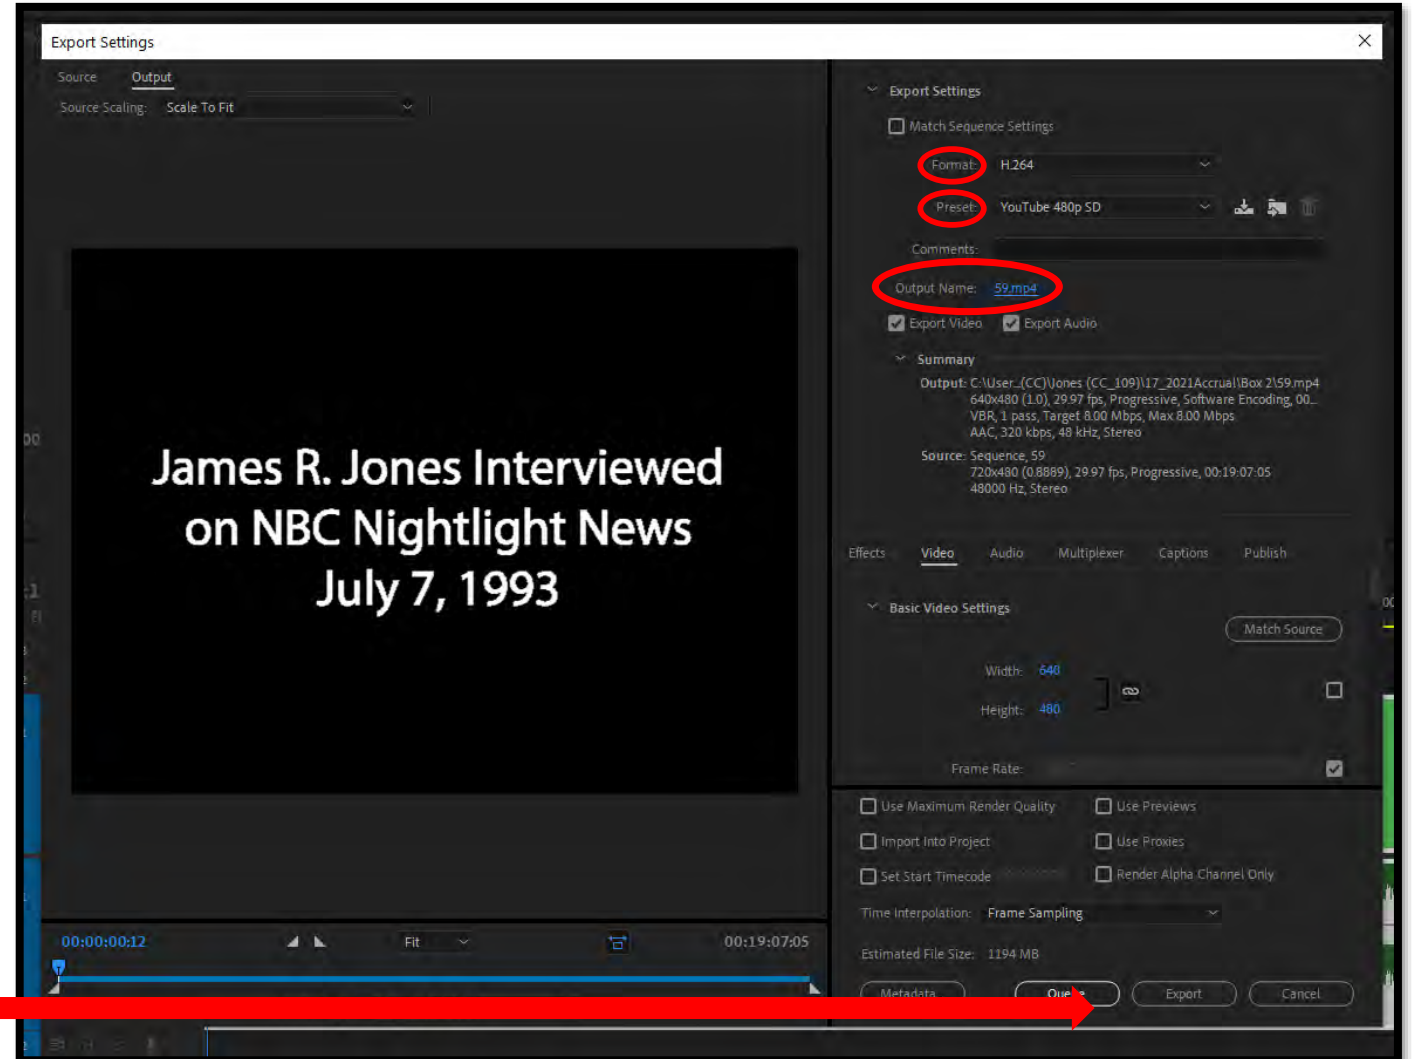 Export Settings
Source Output
Source Scaling: Scale To Fit
James R. Jones Interviewed
on NBC Nightlight News
July 7, 1993
00:00:00:12 Fit 00:19:07:05
Export Settings
Match Sequence Settings
Format: H.264
Preset: YouTube 480p SD
Comments:
Output Name: 59.mp4
Export Video Export Audio
Summary
Output: C:\User...(CC)\Jones (CC_109)\17_2021Accrual\Box 2\59.mp4
640x480 (1.0), 29.97 fps, Progressive, Software Encoding, 00...
VBR, 1 pass, Target 8.00 Mbps, Max 8.00 Mbps
AAC, 320 kbps, 48 kHz, Stereo
Source: Sequence, 59
720x480 (0.8889), 29.97 fps, Progressive, 00:19:07:05
48000 Hz, Stereo
Effects Video Audio Multiplexer Captions Publish
Basic Video Settings
Match Source
Width: 640
Height: 480
Frame Rate:
Use Maximum Render Quality Use Previews
Import Into Project Use Proxies
Set Start Timecode Render Alpha Channel Only
Time Interpolation: Frame Sampling
Estimated File Size: 1194 MB
Metadata Queue Export Cancel